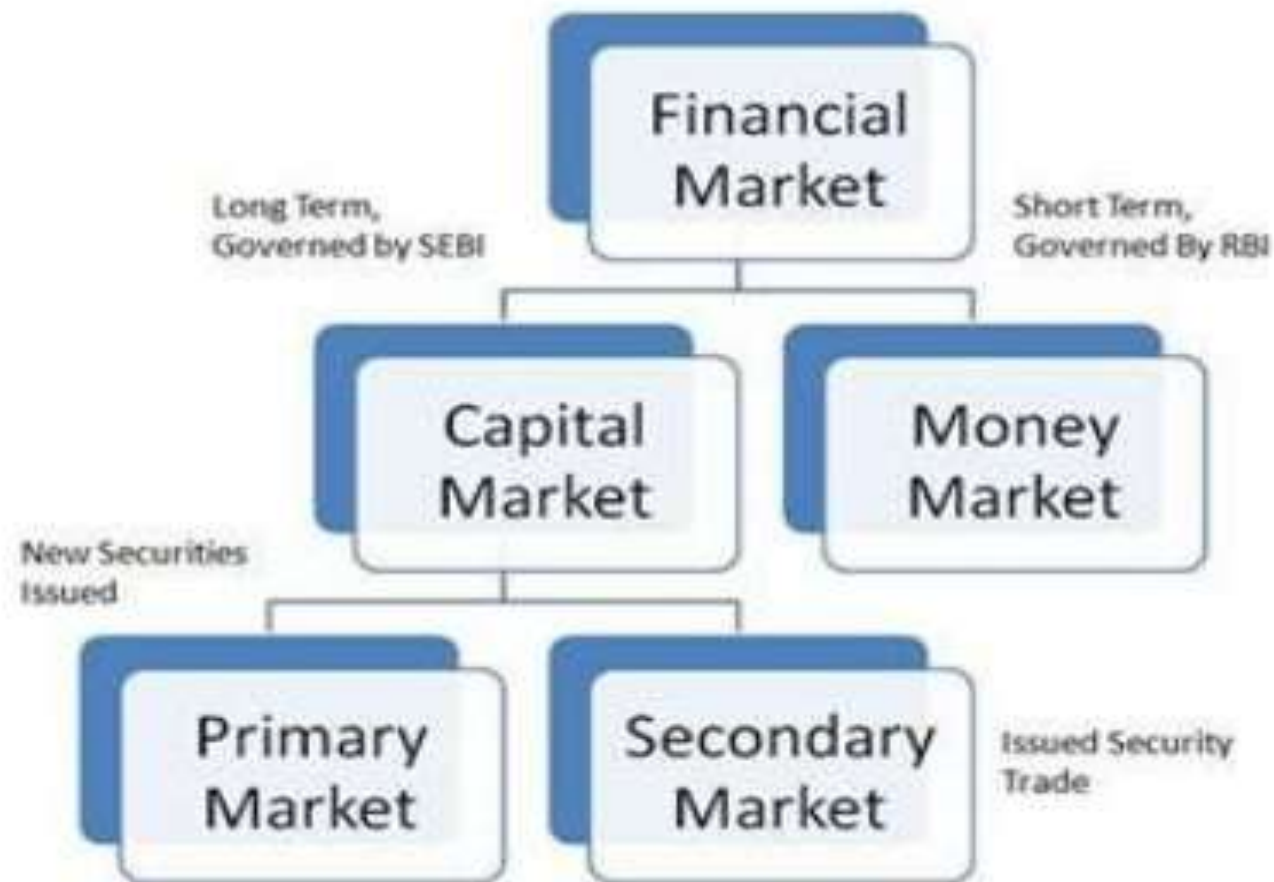 Financial
Market
Long Term,
Governed by SEBI
Short Term,
Governed By RBI
Capital
Market
Money
Market
New Securities
Issued
Primary
Market
Secondary
Market
Issued Security
Trade